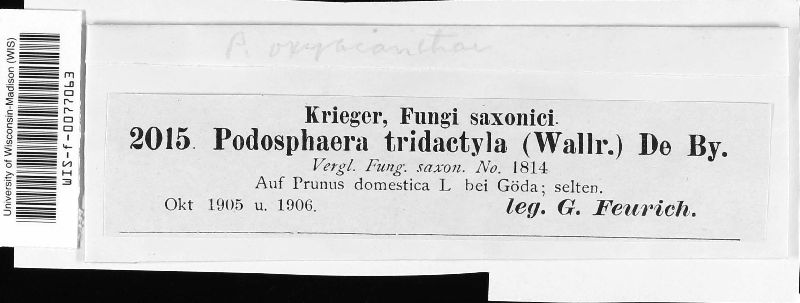 P. oxyacanthae
Krieger, Fungi saxonici.
2015. Podosphaera tridactyla (Wallr.) De By.
Vergl. Fung. saxon. No. 1814
Auf Prunus domestica L bei Göda; selten.
Okt 1905 u. 1906.
leg. G. Feurich.
University of Wisconsin-Madison (WIS)
WIS-f-0077063